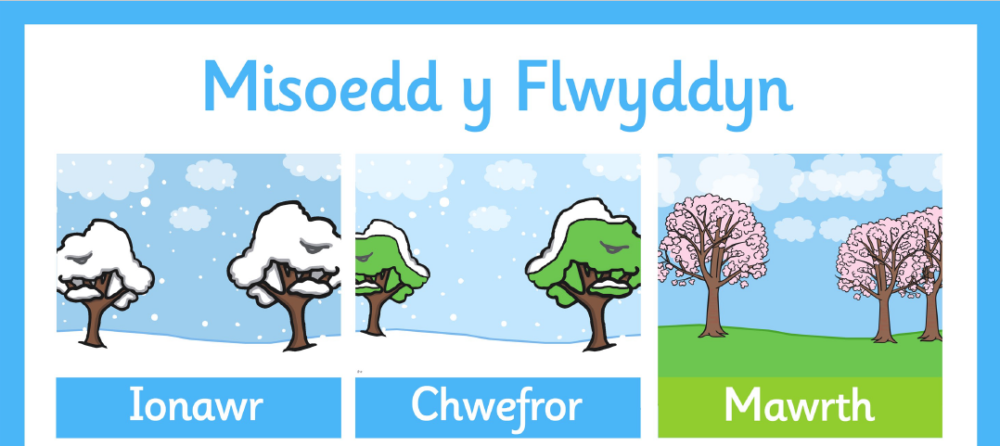 Misoedd y Flwyddyn
Ionawr
Chwefror
Mawrth